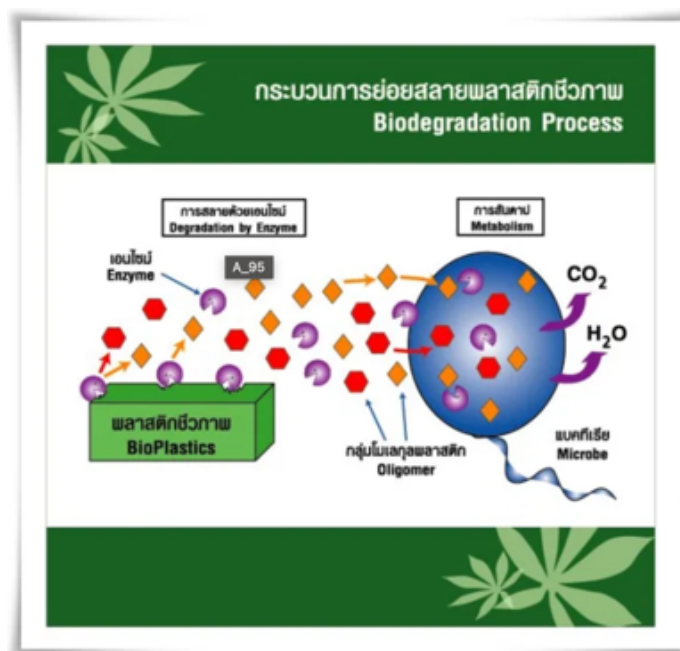 กระบวนการย่อยสลายพลาสติกชีวภาพ
Biodegradation Process
การสลายด้วยเอนไซม์
Degradation by Enzyme
การสันดาป
Metabolism
เอนไซม์
Enzyme
A_95
CO2
H2O
พลาสติกชีวภาพ
BioPlastics
กลุ่มโมเลกุลพลาสติก
Oligomer
แบคทีเรีย
Microbe